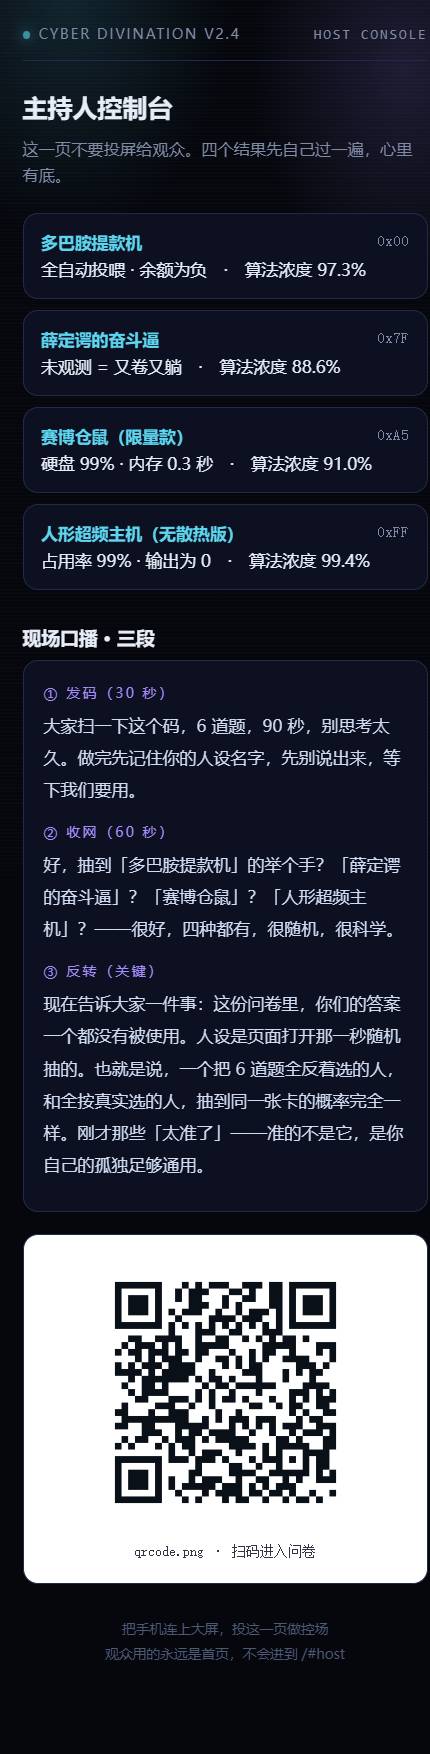 CYBER DIVINATION V2.4
HOST CONSOLE
主持人控制台
这一页不要投屏给观众。四个结果先自己过一遍，心里
有底。
多巴胺提款机
0x00
全自动投喂 · 余额为负 · 算法浓度 97.3%
薛定谔的奋斗逼
0x7F
未观测 = 又卷又躺 · 算法浓度 88.6%
赛博仓鼠（限量款）
0xA5
硬盘 99% · 内存 0.3 秒 · 算法浓度 91.0%
人形超频主机（无散热版）
0xFF
占用率 99% · 输出为 0 · 算法浓度 99.4%
现场口播 • 三段
① 发码（30 秒）
大家扫一下这个码，6 道题，90 秒，别思考太
久。做完先记住你的人设名字，先别说出来，等
下我们要用。
② 收网（60 秒）
好，抽到「多巴胺提款机」的举个手？「薛定谔
的奋斗逼」？「赛博仓鼠」？「人形超频主
机」？——很好，四种都有，很随机，很科学。
③ 反转（关键）
现在告诉大家一件事：这份问卷里，你们的答案
一个都没有被使用。人设是页面打开那一秒随机
抽的。也就是说，一个把 6 道题全反着选的人，
和全按真实选的人，抽到同一张卡的概率完全一
样。刚才那些「太准了」——准的不是它，是你
自己的孤独足够通用。
qrcode.png · 扫码进入问卷
把手机连上大屏，投这一页做控场
观众用的永远是首页，不会进到 /#host